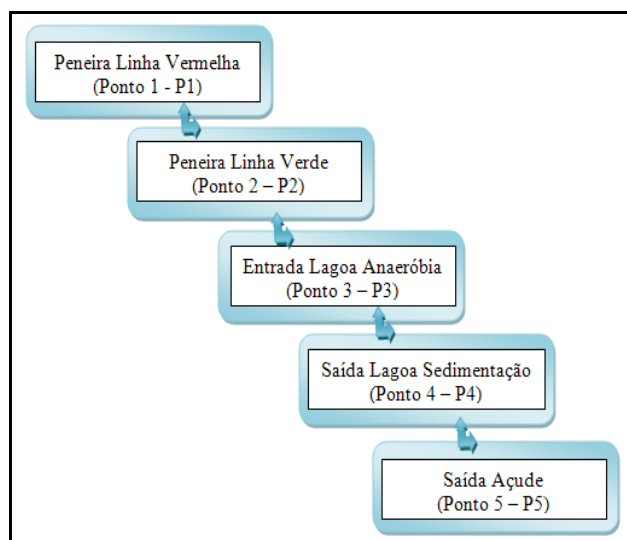 Peneira Linha Vermelha
(Ponto 1 - P1)
Peneira Linha Verde
(Ponto 2 – P2)
Entrada Lagoa Anaeróbia
(Ponto 3 – P3)
Saída Lagoa Sedimentação
(Ponto 4 – P4)
Saída Açude
(Ponto 5 – P5)